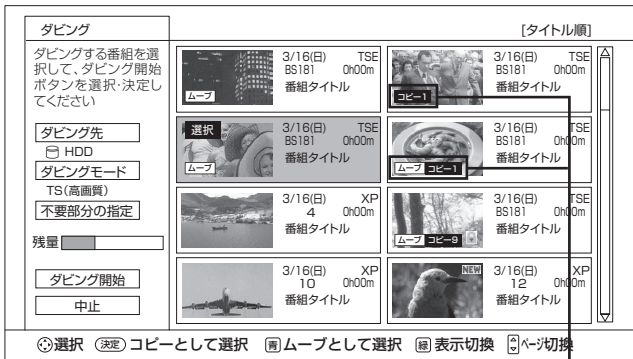 ダビング
[タイトル順]
ダビングする番組を選
択して、ダビング開始
ボタンを選択・決定し
てください
ダビング先
HDD
ダビングモード
TS(高画質)
不要部分の指定
残量
ダビング開始
中止
ムーブ
3/16(日) TSE
BS181 0h00m
番組タイトル
コピー1
3/16(日) TSE
BS181 0h00m
番組タイトル
選択
ムーブ
3/16(日) TSE
BS181 0h00m
番組タイトル
ムーブ コピー1
3/16(日) TSE
BS181 0h00m
番組タイトル
3/16(日) XP
4 0h00m
番組タイトル
ムーブ コピー9
3/16(日) TSE
BS181 0h00m
番組タイトル
3/16(日) XP
10 0h00m
番組タイトル
NEW
3/16(日) XP
12 0h00m
番組タイトル
選択 決定 コピーとして選択 青 ムーブとして選択 緑 表示切換 ページ切換